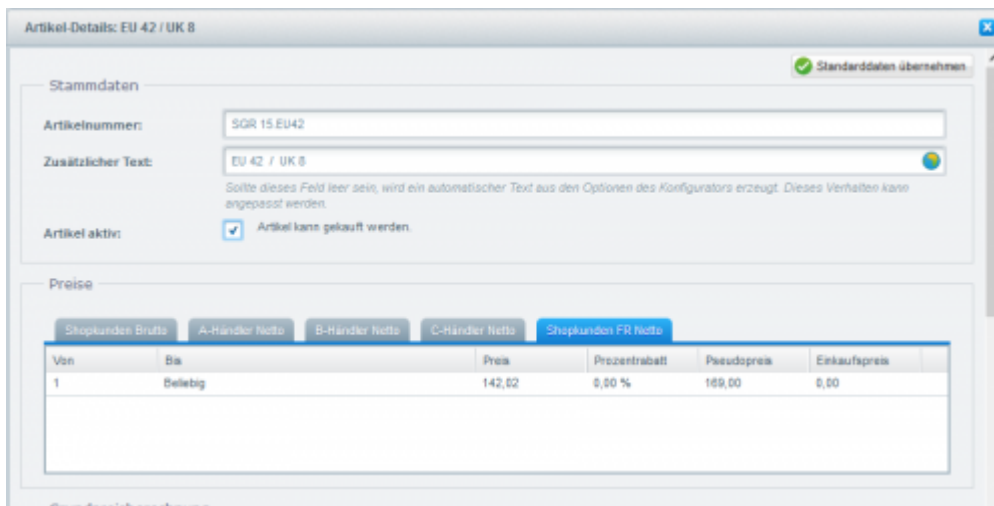 Artikel-Details: EU 42 / UK 8
Standarddaten übernehmen
Stammdaten
Artikelnummer: SGR 15.EU42
Zusätzlicher Text: EU 42 / UK 8
Sollte dieses Feld leer sein, wird ein automatischer Text aus den Optionen des Konfigurators erzeugt. Dieses Verhalten kann
angepasst werden.
Artikel aktiv: Artikel kann gekauft werden.
Preise
Shopkunden Brutto A-Händler Netto B-Händler Netto C-Händler Netto Shopkunden FR Netto
Von Bis Preis Prozentrabatt Pseudopreis Einkaufspreis
1 Beliebig 142,02 0,00 % 169,00 0,00